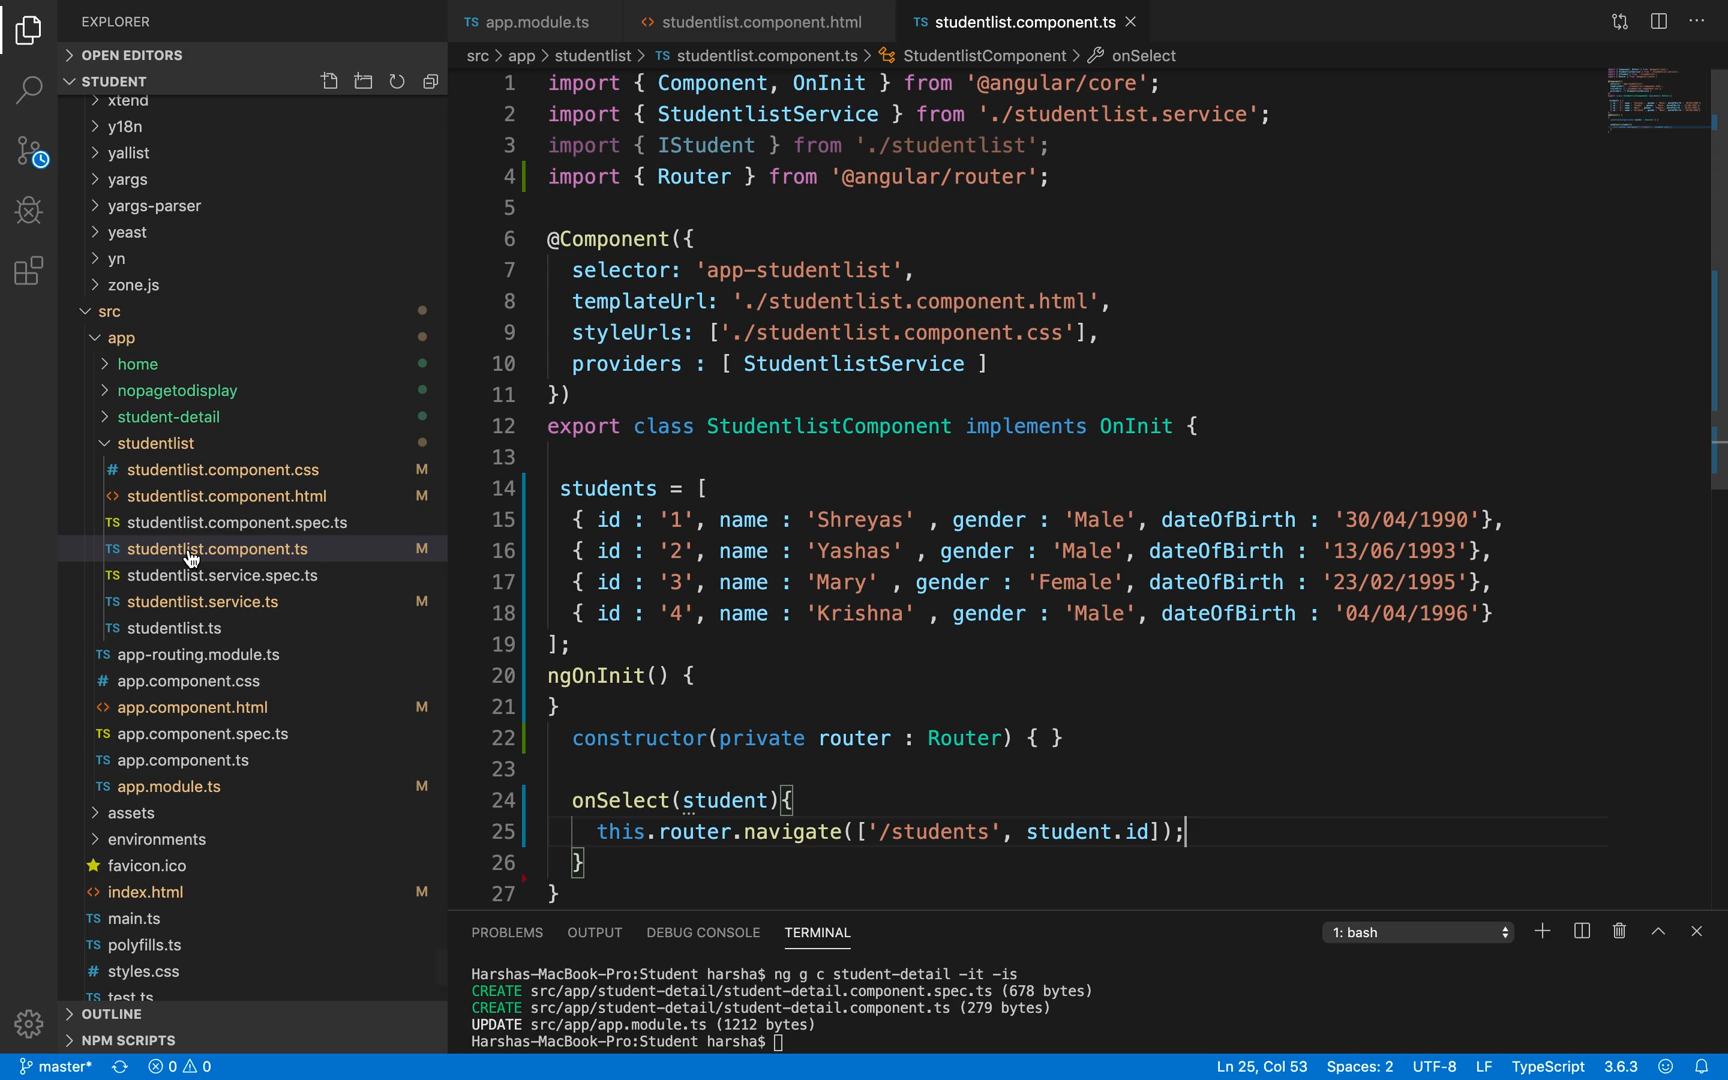 EXPLORER
OPEN EDITORS
STUDENT
xtend
y18n
yallist
yargs
yargs-parser
yeast
yn
zone.js
src
app
home
nopagetodisplay
student-detail
studentlist
# studentlist.component.css M
<> studentlist.component.html M
TS studentlist.component.spec.ts
TS studentlist.component.ts M
TS studentlist.service.spec.ts
TS studentlist.service.ts M
TS studentlist.ts
TS app-routing.module.ts
# app.component.css
<> app.component.html M
TS app.component.spec.ts
TS app.component.ts
TS app.module.ts M
assets
environments
favicon.ico
<> index.html M
TS main.ts
TS polyfills.ts
# styles.css
TS test.ts
OUTLINE
NPM SCRIPTS
TS app.module.ts <> studentlist.component.html TS studentlist.component.ts
src > app > studentlist > TS studentlist.component.ts > StudentlistComponent > onSelect
1 import { Component, OnInit } from '@angular/core';
2 import { StudentlistService } from './studentlist.service';
3 import { IStudent } from './studentlist';
4 import { Router } from '@angular/router';
5
6 @Component({
7 selector: 'app-studentlist',
8 templateUrl: './studentlist.component.html',
9 styleUrls: ['./studentlist.component.css'],
10 providers : [ StudentlistService ]
11 })
12 export class StudentlistComponent implements OnInit {
13
14 students = [
15 { id : '1', name : 'Shreyas' , gender : 'Male', dateOfBirth : '30/04/1990'},
16 { id : '2', name : 'Yashas' , gender : 'Male', dateOfBirth : '13/06/1993'},
17 { id : '3', name : 'Mary' , gender : 'Female', dateOfBirth : '23/02/1995'},
18 { id : '4', name : 'Krishna' , gender : 'Male', dateOfBirth : '04/04/1996'}
19 ];
20 ngOnInit() {
21 }
22 constructor(private router : Router) { }
23
24 onSelect(student){
25 this.router.navigate(['/students', student.id]);
26 }
27 }
PROBLEMS OUTPUT DEBUG CONSOLE TERMINAL 1: bash
Harshas-MacBook-Pro:Student harsha$ ng g c student-detail -it -is
CREATE src/app/student-detail/student-detail.component.spec.ts (678 bytes)
CREATE src/app/student-detail/student-detail.component.ts (279 bytes)
UPDATE src/app/app.module.ts (1212 bytes)
Harshas-MacBook-Pro:Student harsha$
master* 0 0 Ln 25, Col 53 Spaces: 2 UTF-8 LF TypeScript 3.6.3